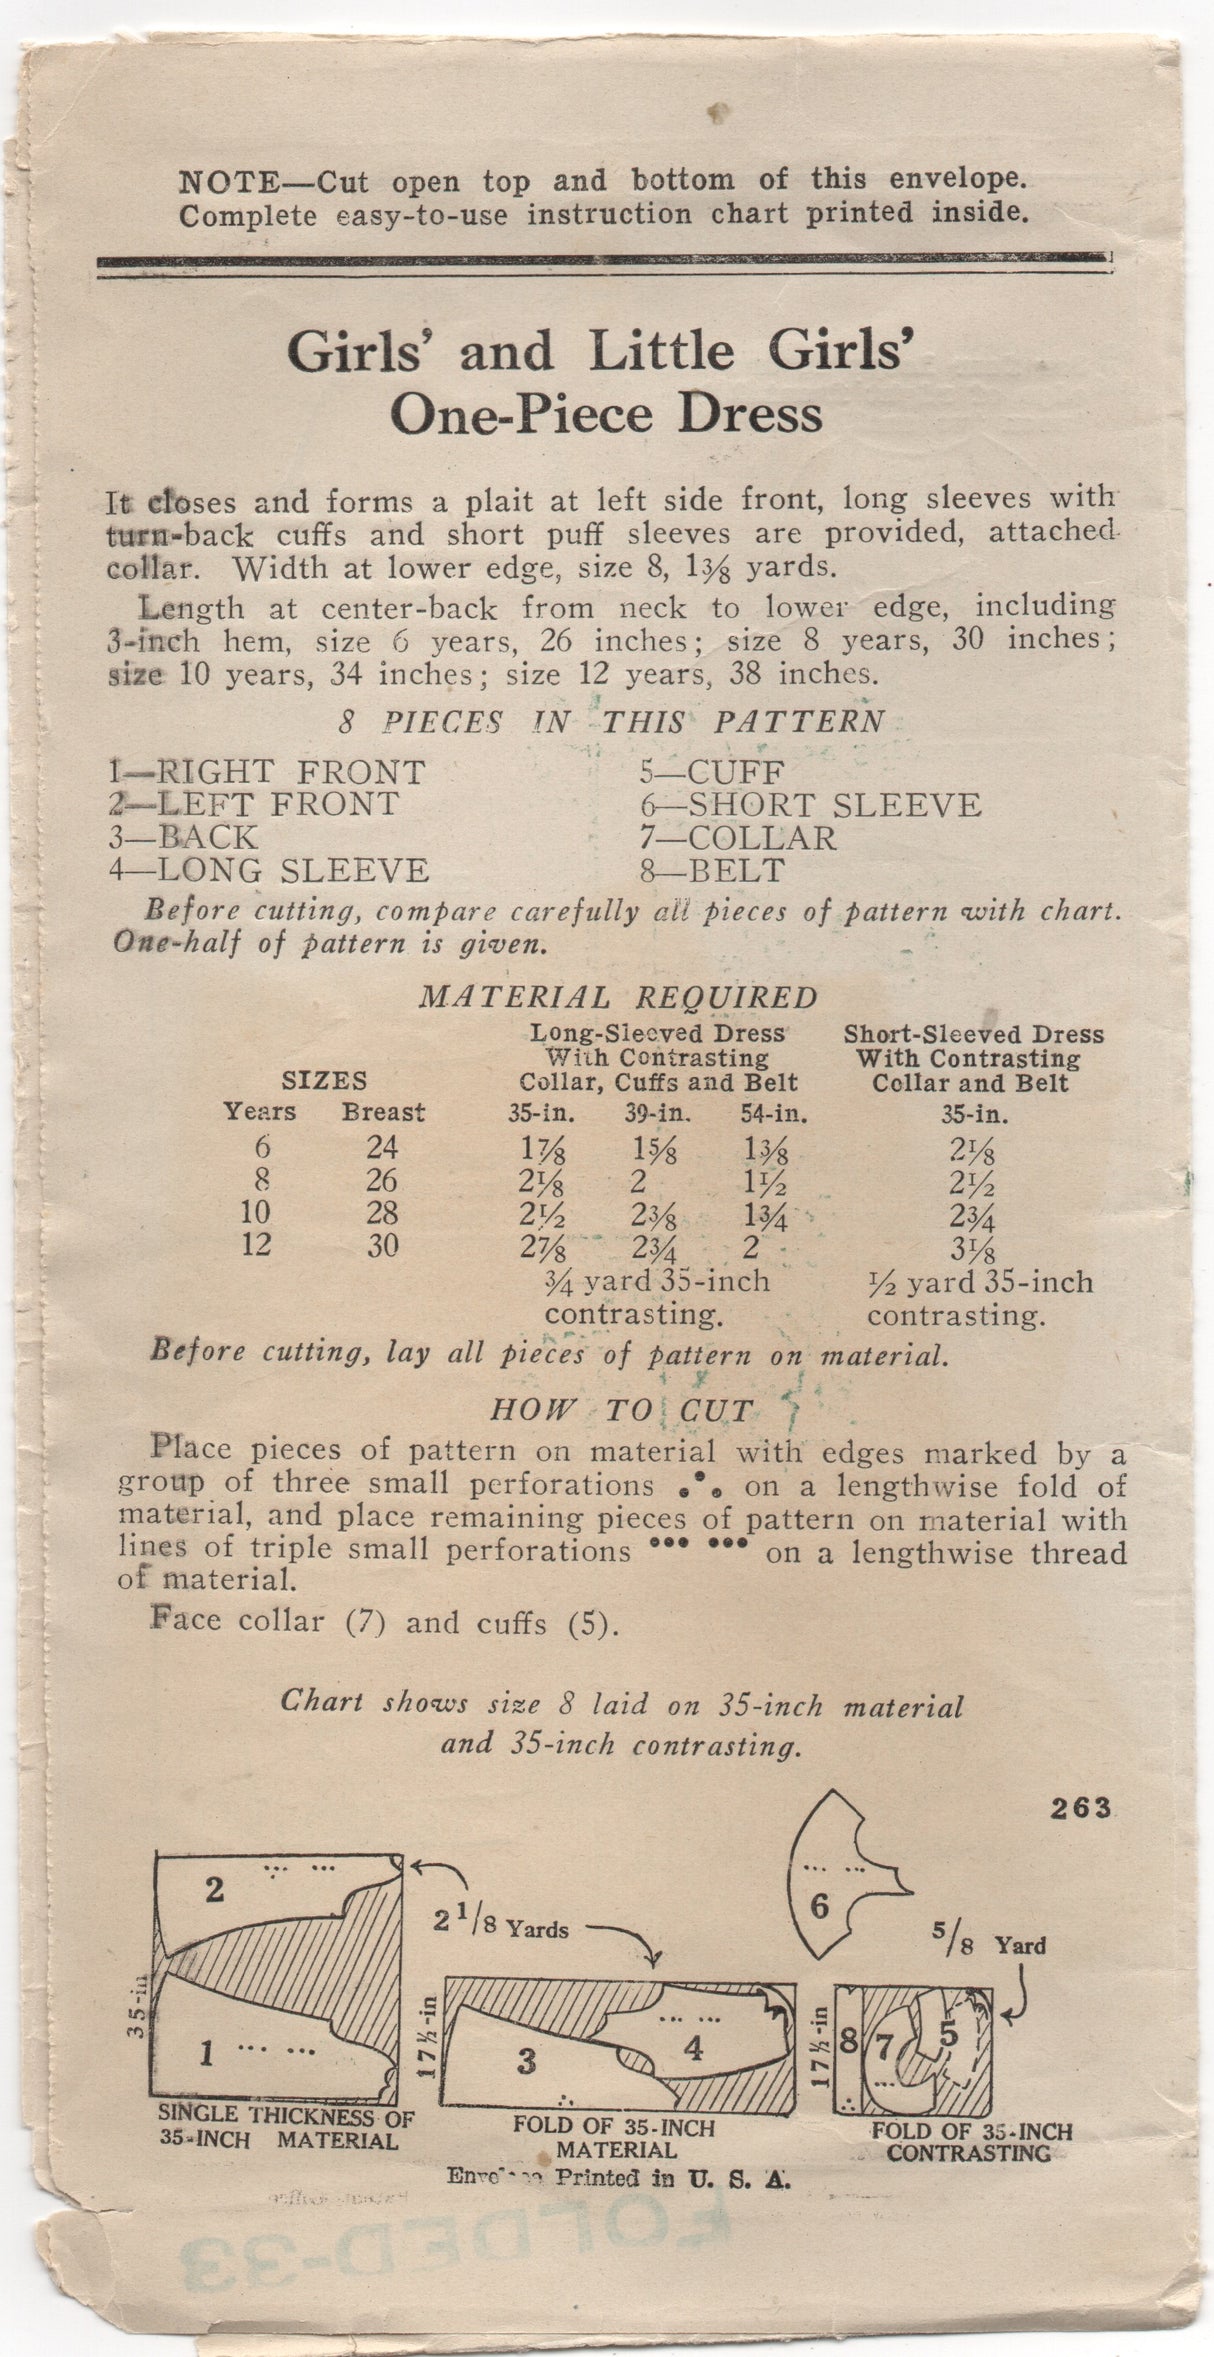 NOTE—Cut open top and bottom of this envelope.
Complete easy-to-use instruction chart printed inside.
Girls' and Little Girls'
One-Piece Dress
It closes and forms a plait at left side front, long sleeves with
turn-back cuffs and short puff sleeves are provided, attached
collar. Width at lower edge, size 8, 1⅜ yards.
Length at center-back from neck to lower edge, including
3-inch hem, size 6 years, 26 inches; size 8 years, 30 inches;
size 10 years, 34 inches; size 12 years, 38 inches.
8 PIECES IN THIS PATTERN
1—RIGHT FRONT 5—CUFF
2—LEFT FRONT 6—SHORT SLEEVE
3—BACK 7—COLLAR
4—LONG SLEEVE 8—BELT
Before cutting, compare carefully all pieces of pattern with chart.
One-half of pattern is given.
MATERIAL REQUIRED
Long-Sleeved Dress Short-Sleeved Dress
With Contrasting With Contrasting
SIZES Collar, Cuffs and Belt Collar and Belt
Years Breast 35-in. 39-in. 54-in. 35-in.
6 24 1⅞ 1⅝ 1⅜ 2⅛
8 26 2⅛ 2 1½ 2½
10 28 2½ 2⅜ 1¾ 2¾
12 30 2⅞ 2¾ 2 3⅛
¾ yard 35-inch ½ yard 35-inch
contrasting. contrasting.
Before cutting, lay all pieces of pattern on material.
HOW TO CUT
Place pieces of pattern on material with edges marked by a
group of three small perforations on a lengthwise fold of
material, and place remaining pieces of pattern on material with
lines of triple small perforations ••• ••• on a lengthwise thread
of material.
Face collar (7) and cuffs (5).
Chart shows size 8 laid on 35-inch material
and 35-inch contrasting.
263
2
2 1/8 Yards
6
5/8 Yard
35-in
1
17½-in
3
4
17½-in
8
7
5
SINGLE THICKNESS OF
35-INCH MATERIAL
FOLD OF 35-INCH
MATERIAL
FOLD OF 35-INCH
CONTRASTING
Printed in U. S. A.
FOLDED-33